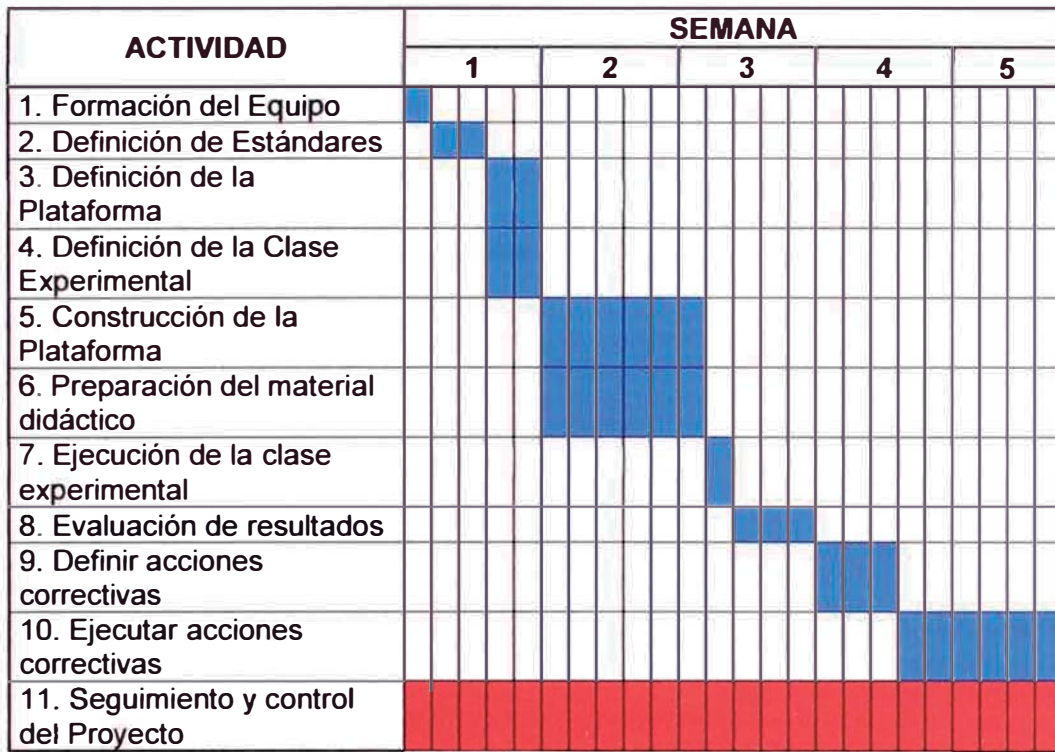 ACTIVIDAD
SEMANA
1 2 3 4 5
1. Formación del Equipo
2. Definición de Estándares
3. Definición de la
Plataforma
4. Definición de la Clase
Experimental
5. Construcción de la
Plataforma
6. Preparación del material
didáctico
7. Ejecución de la clase
experimental
8. Evaluación de resultados
9. Definir acciones
correctivas
10. Ejecutar acciones
correctivas
11. Seguimiento y control
del Proyecto